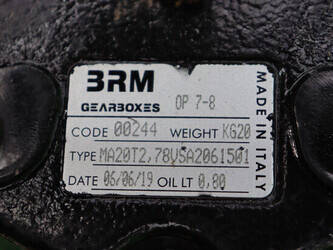 BRM
GEARBOXES OP 7-8
CODE 00244 WEIGHT KG20
TYPE MA20T2,78VSA2061501
DATE 06/06/19 OIL LT 0,80
MADE IN ITALY